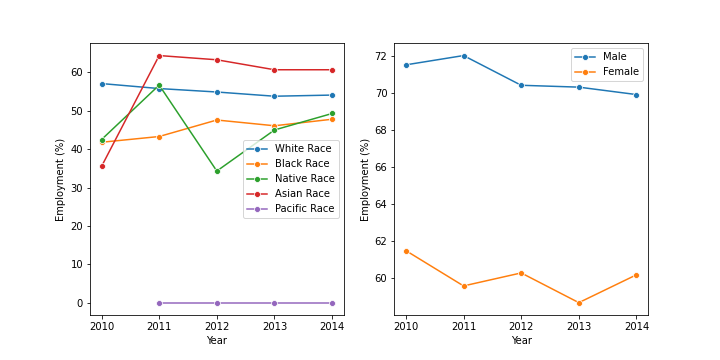 60
50
40
30
20
10
0
Employment (%)
2010 2011 2012 2013 2014
Year
White Race
Black Race
Native Race
Asian Race
Pacific Race
72
70
68
66
64
62
60
Employment (%)
2010 2011 2012 2013 2014
Year
Male
Female